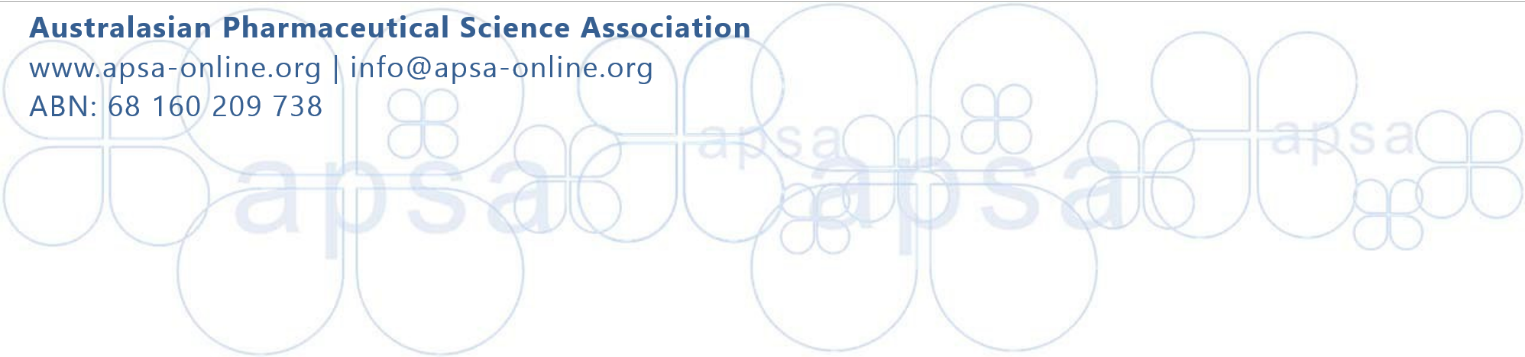 Australasian Pharmaceutical Science Association
www.apsa-online.org | info@apsa-online.org
ABN: 68 160 209 738
apsa
apsa
apsa
apsa